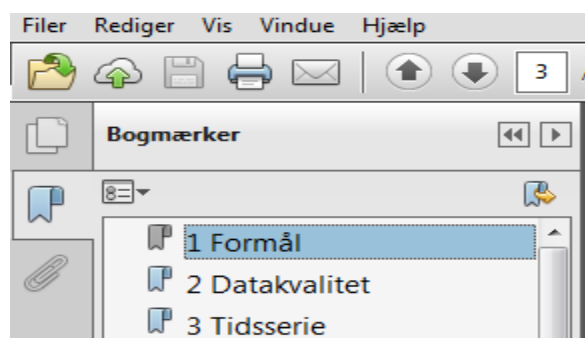 Filer Rediger Vis Vindue Hjælp
3
Bogmærker
1 Formål
2 Datakvalitet
3 Tidsserie